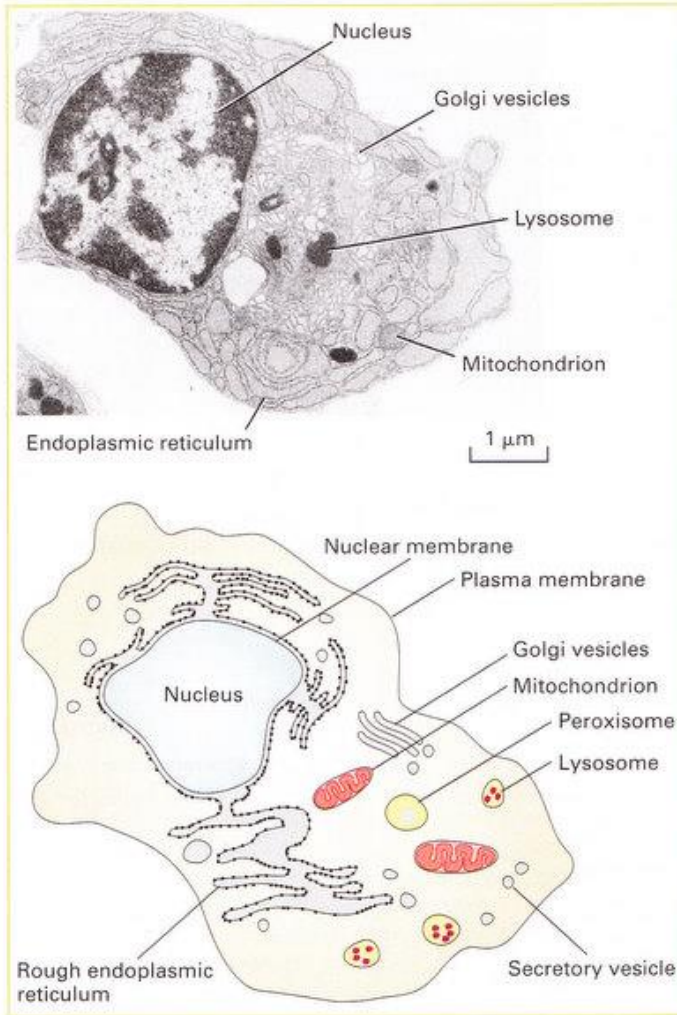 Nucleus
Golgi vesicles
Lysosome
Mitochondrion
Endoplasmic reticulum
1 μm
Nuclear membrane
Plasma membrane
Golgi vesicles
Mitochondrion
Nucleus
Peroxisome
Lysosome
Rough endoplasmic
reticulum
Secretory vesicle